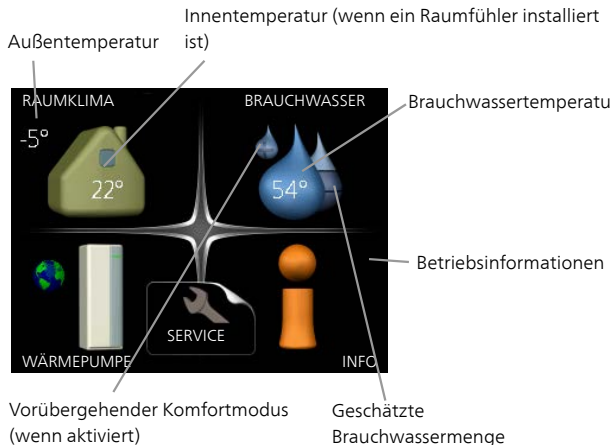 Innentemperatur (wenn ein Raumfühler installiert
ist)
Außentemperatur
RAUMKLIMA
BRAUCHWASSER
Brauchwassertemperatu
-5°
22°
54°
Betriebsinformationen
SERVICE
WÄRMEPUMPE
INFO
Vorübergehender Komfortmodus
(wenn aktiviert)
Geschätzte
Brauchwassermenge